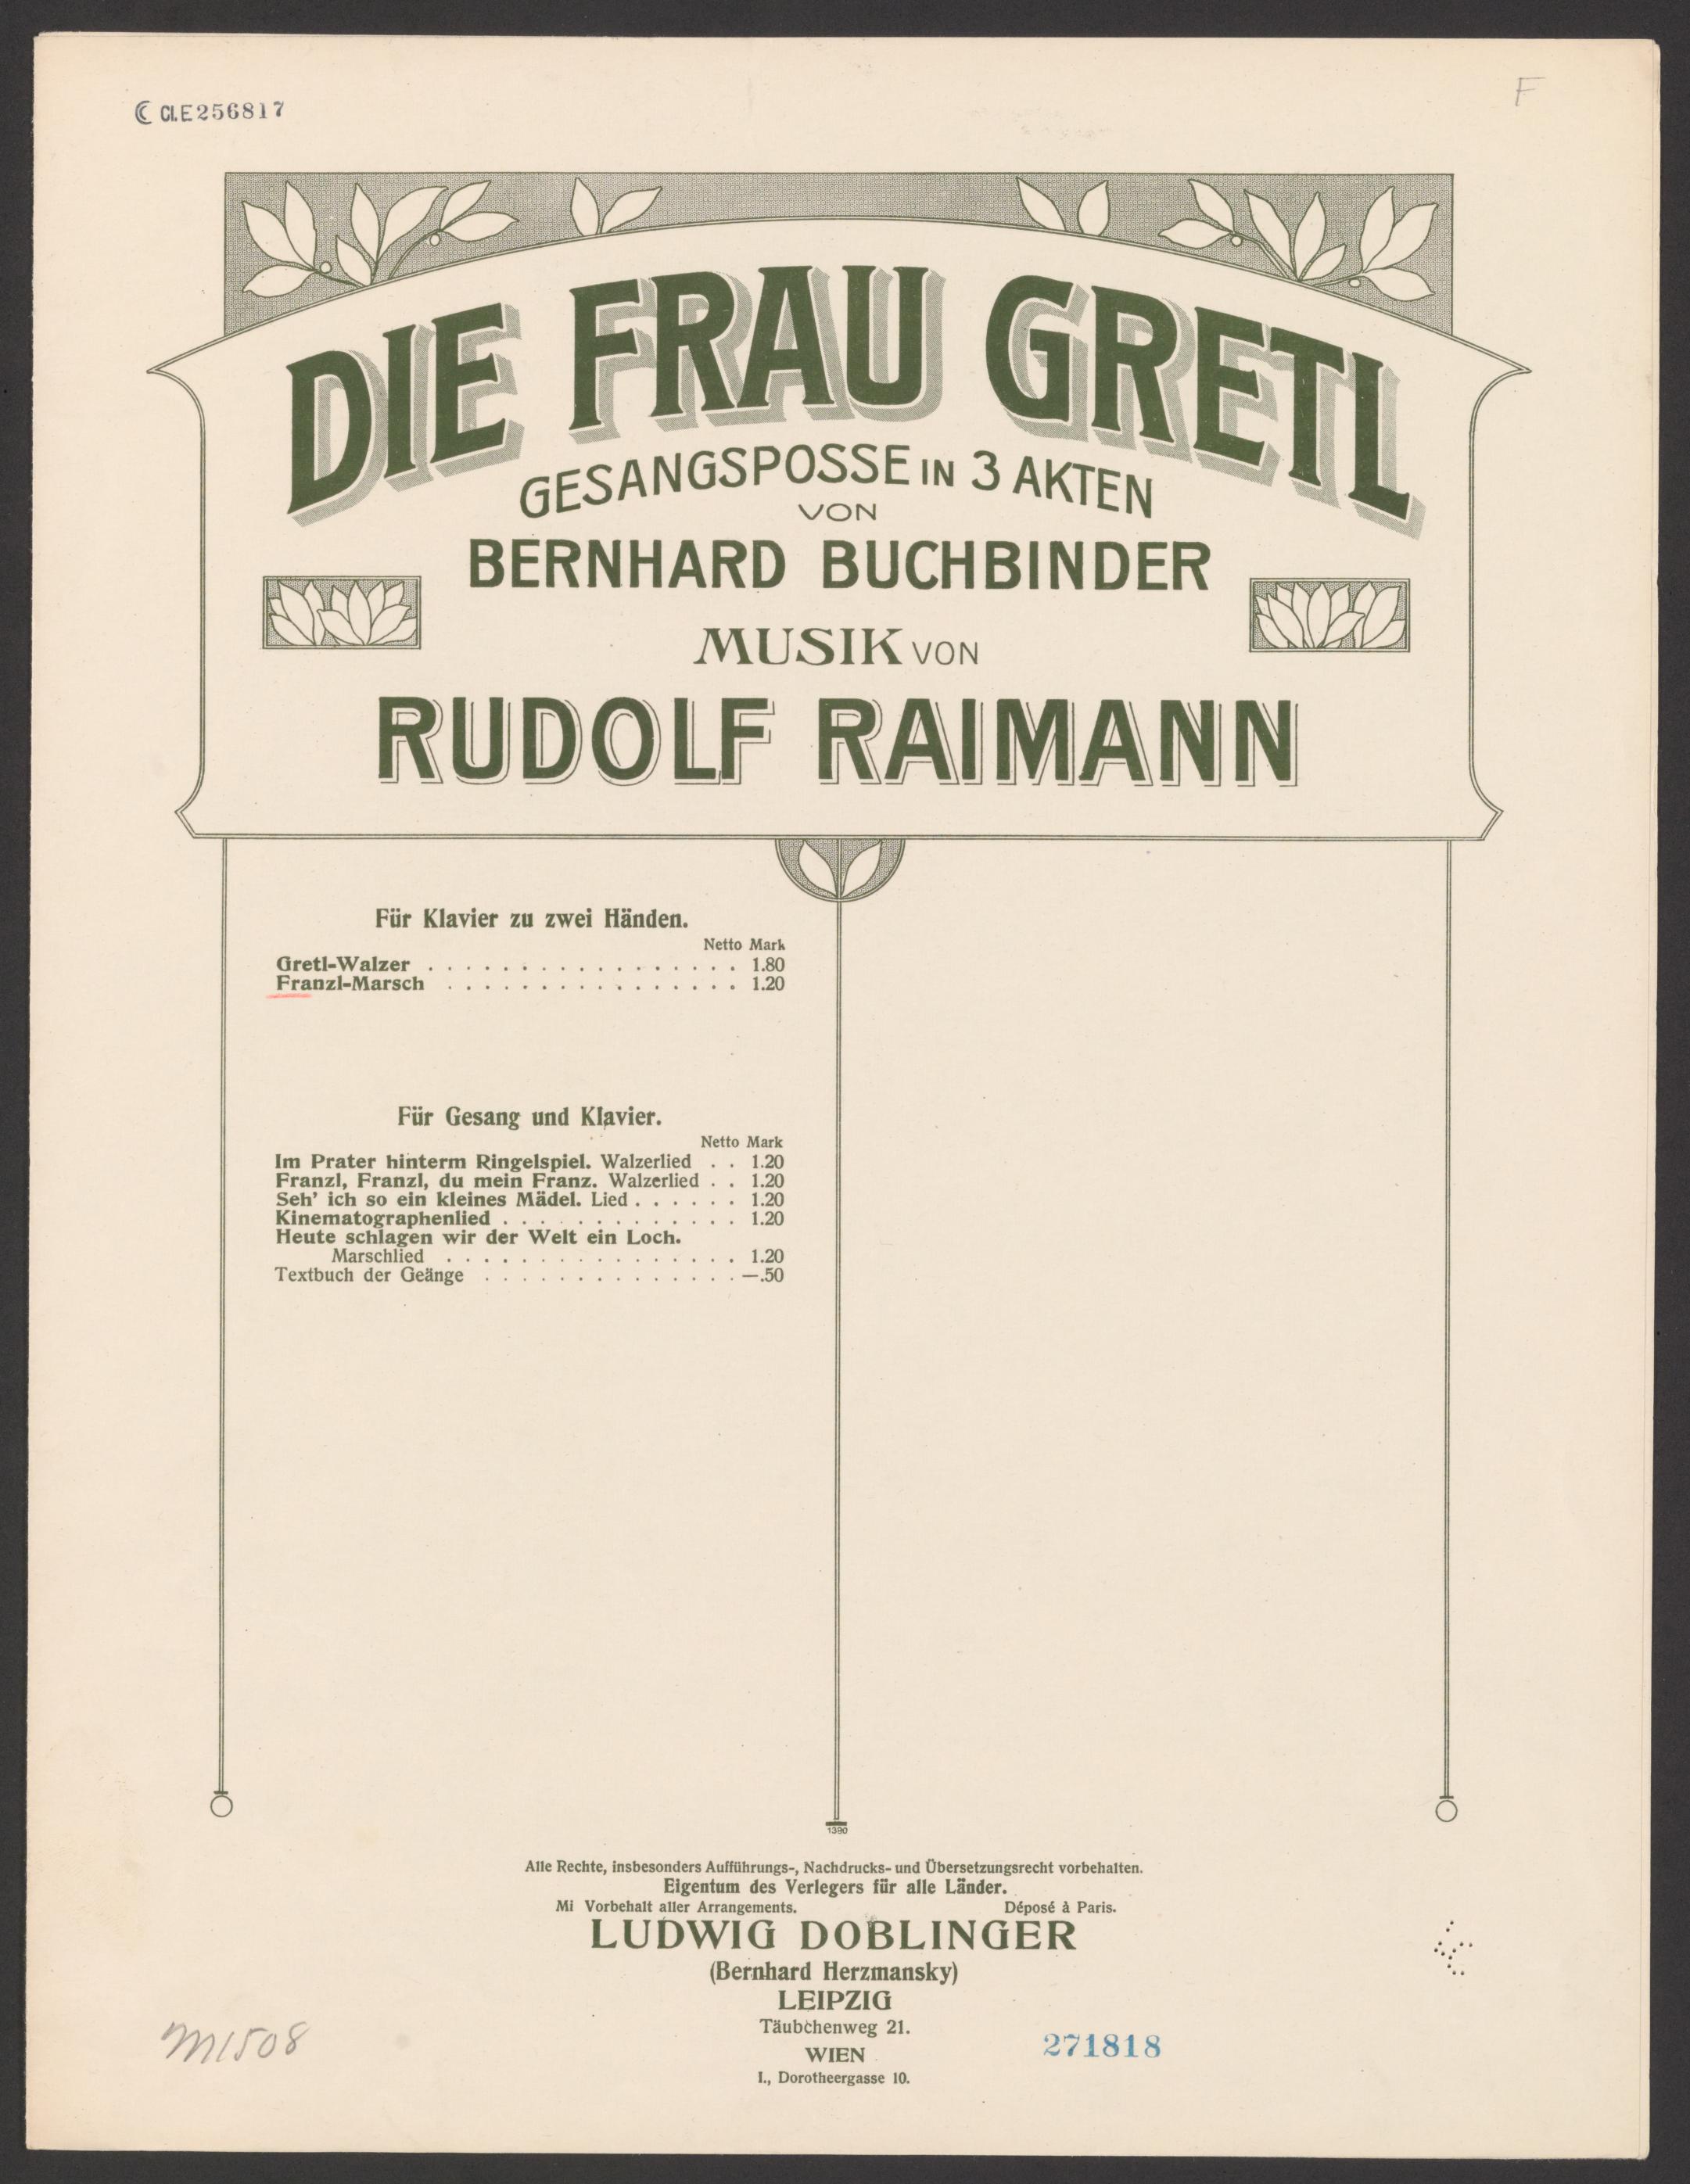 C Cl.E256817
F
DIE FRAU GRETL
GESANGSPOSSE IN 3 AKTEN
VON
BERNHARD BUCHBINDER
MUSIK VON
RUDOLF RAIMANN
Für Klavier zu zwei Händen.
Netto Mark
Gretl-Walzer . . . . . . . . . . . . . . . . . 1.80
Franzl-Marsch . . . . . . . . . . . . . . . . 1.20
Für Gesang und Klavier.
Netto Mark
Im Prater hinterm Ringelspiel. Walzerlied . . 1.20
Franzl, Franzl, du mein Franz. Walzerlied . . 1.20
Seh' ich so ein kleines Mädel. Lied . . . . . . 1.20
Kinematographenlied . . . . . . . . . . . . . 1.20
Heute schlagen wir der Welt ein Loch.
Marschlied . . . . . . . . . . . . . . . . 1.20
Textbuch der Geänge . . . . . . . . . . . . . . —.50
1390
Alle Rechte, insbesonders Aufführungs-, Nachdrucks- und Übersetzungsrecht vorbehalten.
Eigentum des Verlegers für alle Länder.
Mi Vorbehalt aller Arrangements. Déposé à Paris.
LUDWIG DOBLINGER
(Bernhard Herzmansky)
LEIPZIG
Täubchenweg 21.
WIEN
I., Dorotheergasse 10.
M1508
271818